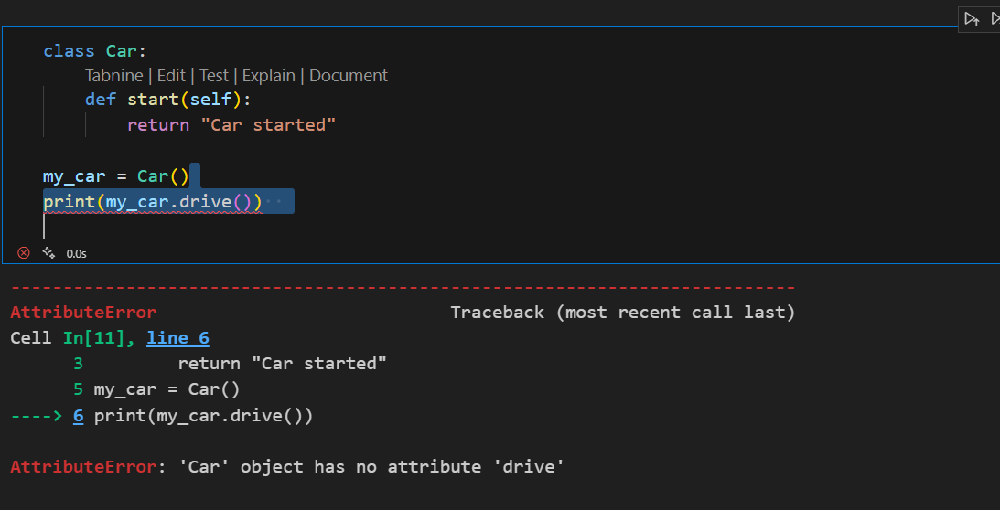 class Car:
Tabnine | Edit | Test | Explain | Document
def start(self):
return "Car started"
my_car = Car()
print(my_car.drive())
0.0s
---------------------------------------------------------------------------
AttributeError                            Traceback (most recent call last)
Cell In[11], line 6
3         return "Car started"
5 my_car = Car()
----> 6 print(my_car.drive())
AttributeError: 'Car' object has no attribute 'drive'